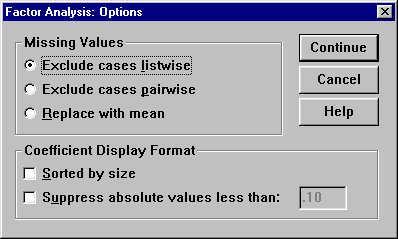 Factor Analysis: Options
Missing Values
Exclude cases listwise
Exclude cases pairwise
Replace with mean
Continue
Cancel
Help
Coefficient Display Format
Sorted by size
Suppress absolute values less than: .10